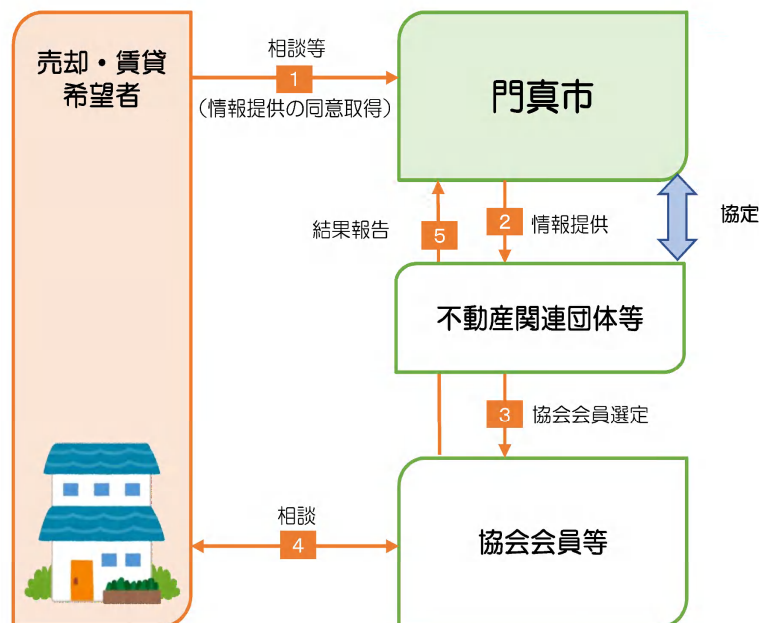 売却・賃貸
希望者
相談等
1
（情報提供の同意取得）
門真市
結果報告
5
2
情報提供
協定
不動産関連団体等
3
協会会員選定
相談
4
協会会員等